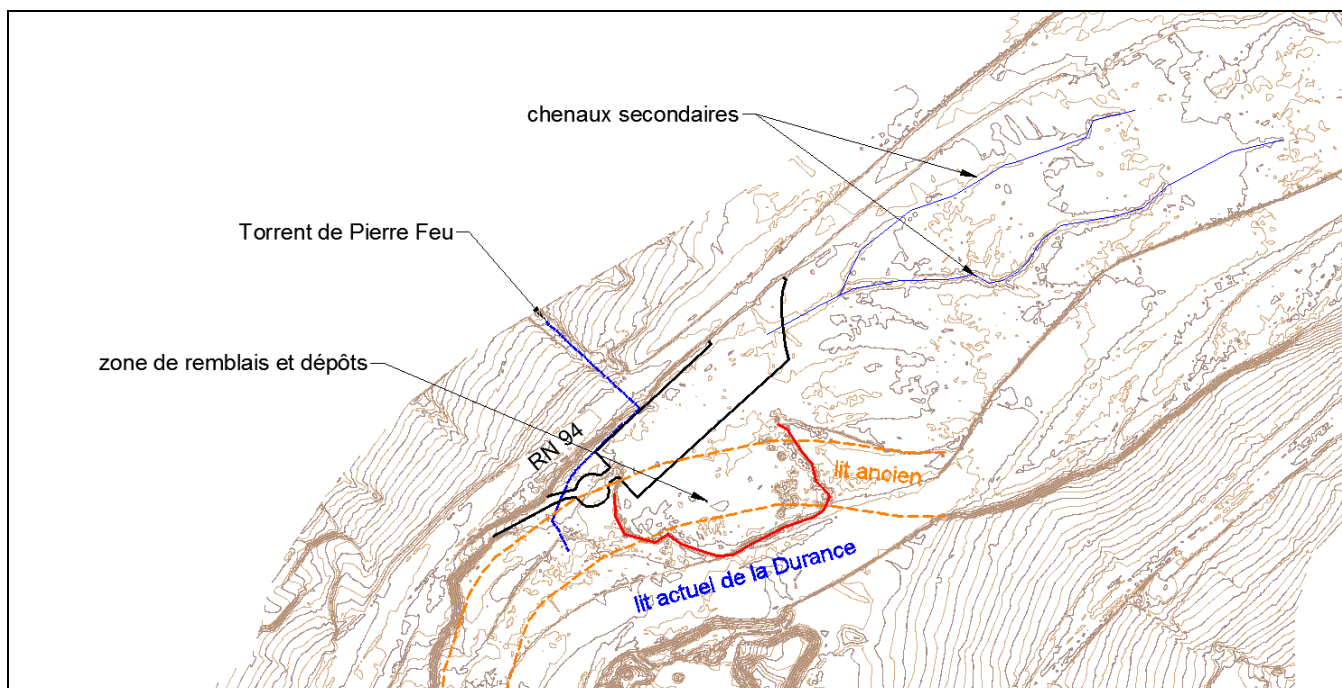 chenaux secondaires
Torrent de Pierre Feu
zone de remblais et dépôts
RN 94
lit ancien
lit actuel de la Durance